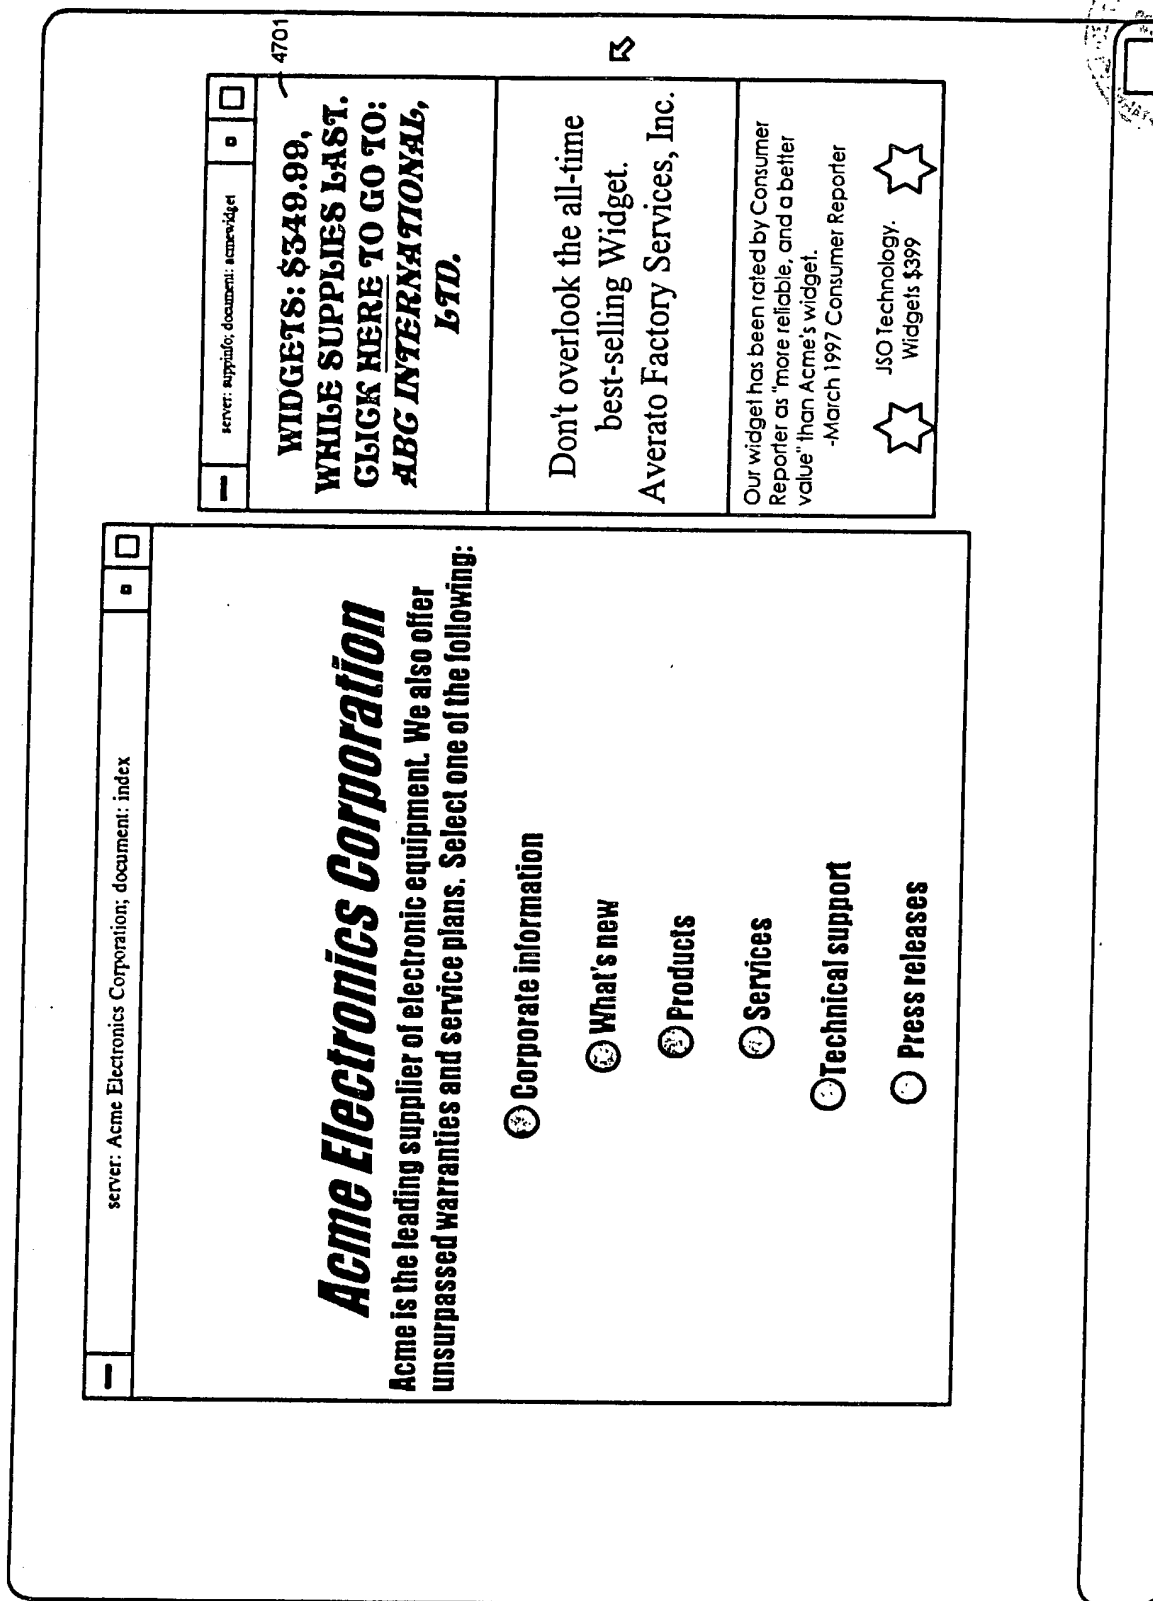 server: Acme Electronics Corporation; document: index
Acme Electronics Corporation
Acme is the leading supplier of electronic equipment. We also offer
unsurpassed warranties and service plans. Select one of the following:
Corporate information
What's new
Products
Services
Technical support
Press releases
server: suppinfo; document: acmewidget
4701
WIDGETS: $349.99,
WHILE SUPPLIES LAST.
CLICK HERE TO GO TO:
ABG INTERNATIONAL,
LTD.
Don't overlook the all-time
best-selling Widget.
Averato Factory Services, Inc.
Our widget has been rated by Consumer
Reporter as "more reliable, and a better
value" than Acme's widget.
-March 1997 Consumer Reporter
JSO Technology.
Widgets $399